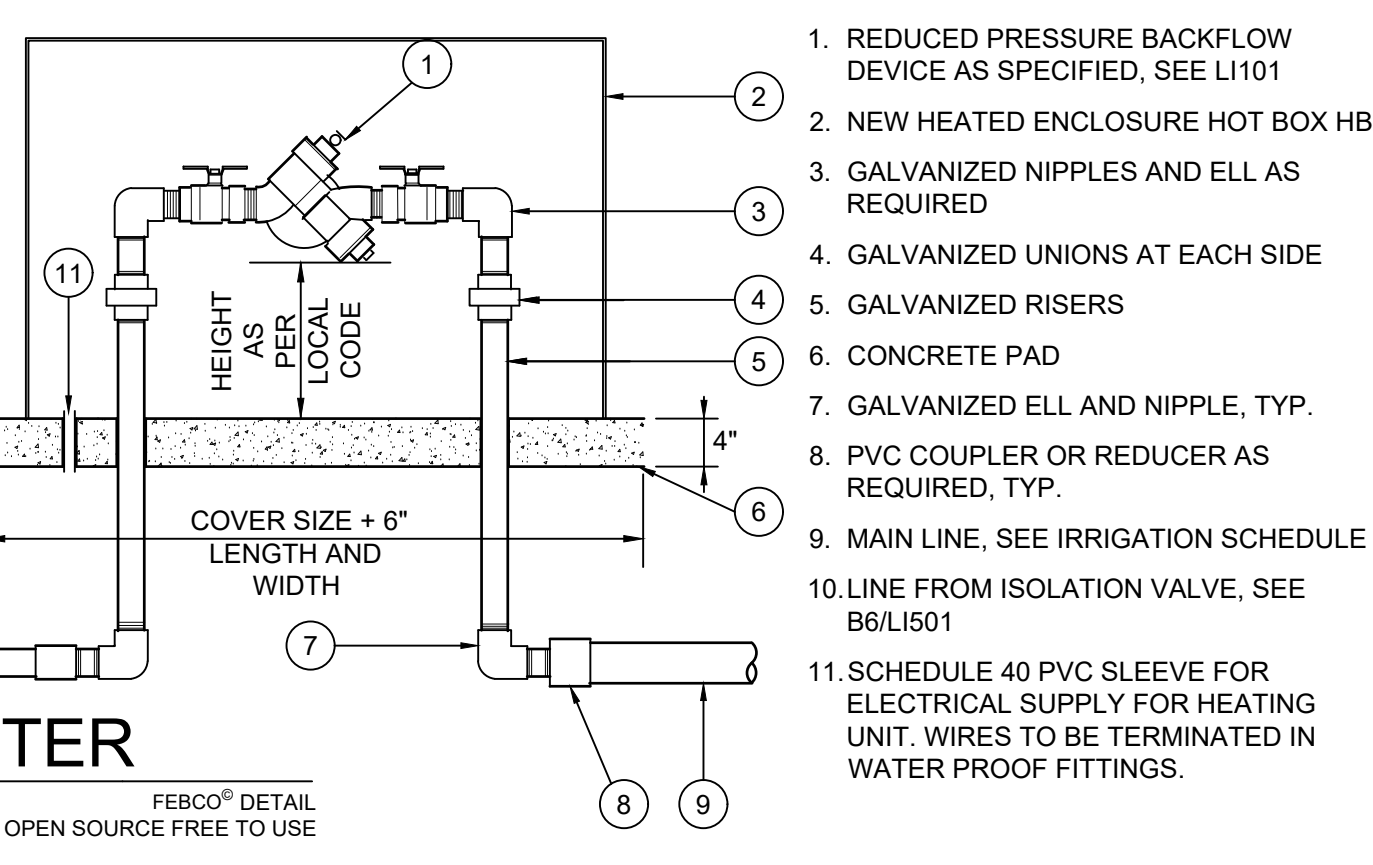 1
2
3
4
5
6
7
8
9
11
HEIGHT
AS
PER
LOCAL
CODE
4"
COVER SIZE + 6"
LENGTH AND
WIDTH
TER
FEBCO© DETAIL
OPEN SOURCE FREE TO USE
1. REDUCED PRESSURE BACKFLOW
DEVICE AS SPECIFIED, SEE LI101
2. NEW HEATED ENCLOSURE HOT BOX HB
3. GALVANIZED NIPPLES AND ELL AS
REQUIRED
4. GALVANIZED UNIONS AT EACH SIDE
5. GALVANIZED RISERS
6. CONCRETE PAD
7. GALVANIZED ELL AND NIPPLE, TYP.
8. PVC COUPLER OR REDUCER AS
REQUIRED, TYP.
9. MAIN LINE, SEE IRRIGATION SCHEDULE
10. LINE FROM ISOLATION VALVE, SEE
B6/LI501
11. SCHEDULE 40 PVC SLEEVE FOR
ELECTRICAL SUPPLY FOR HEATING
UNIT. WIRES TO BE TERMINATED IN
WATER PROOF FITTINGS.